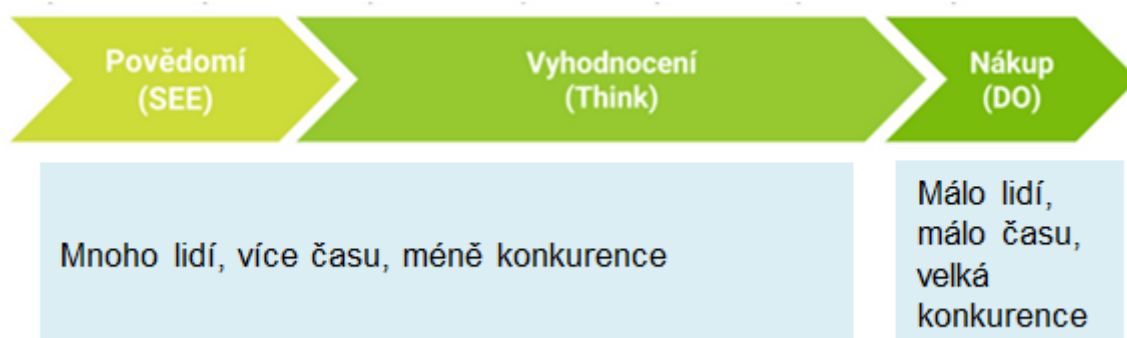 Povědomí
(SEE)
Vyhodnocení
(Think)
Nákup
(DO)
Mnoho lidí, více času, méně konkurence
Málo lidí,
málo času,
velká
konkurence